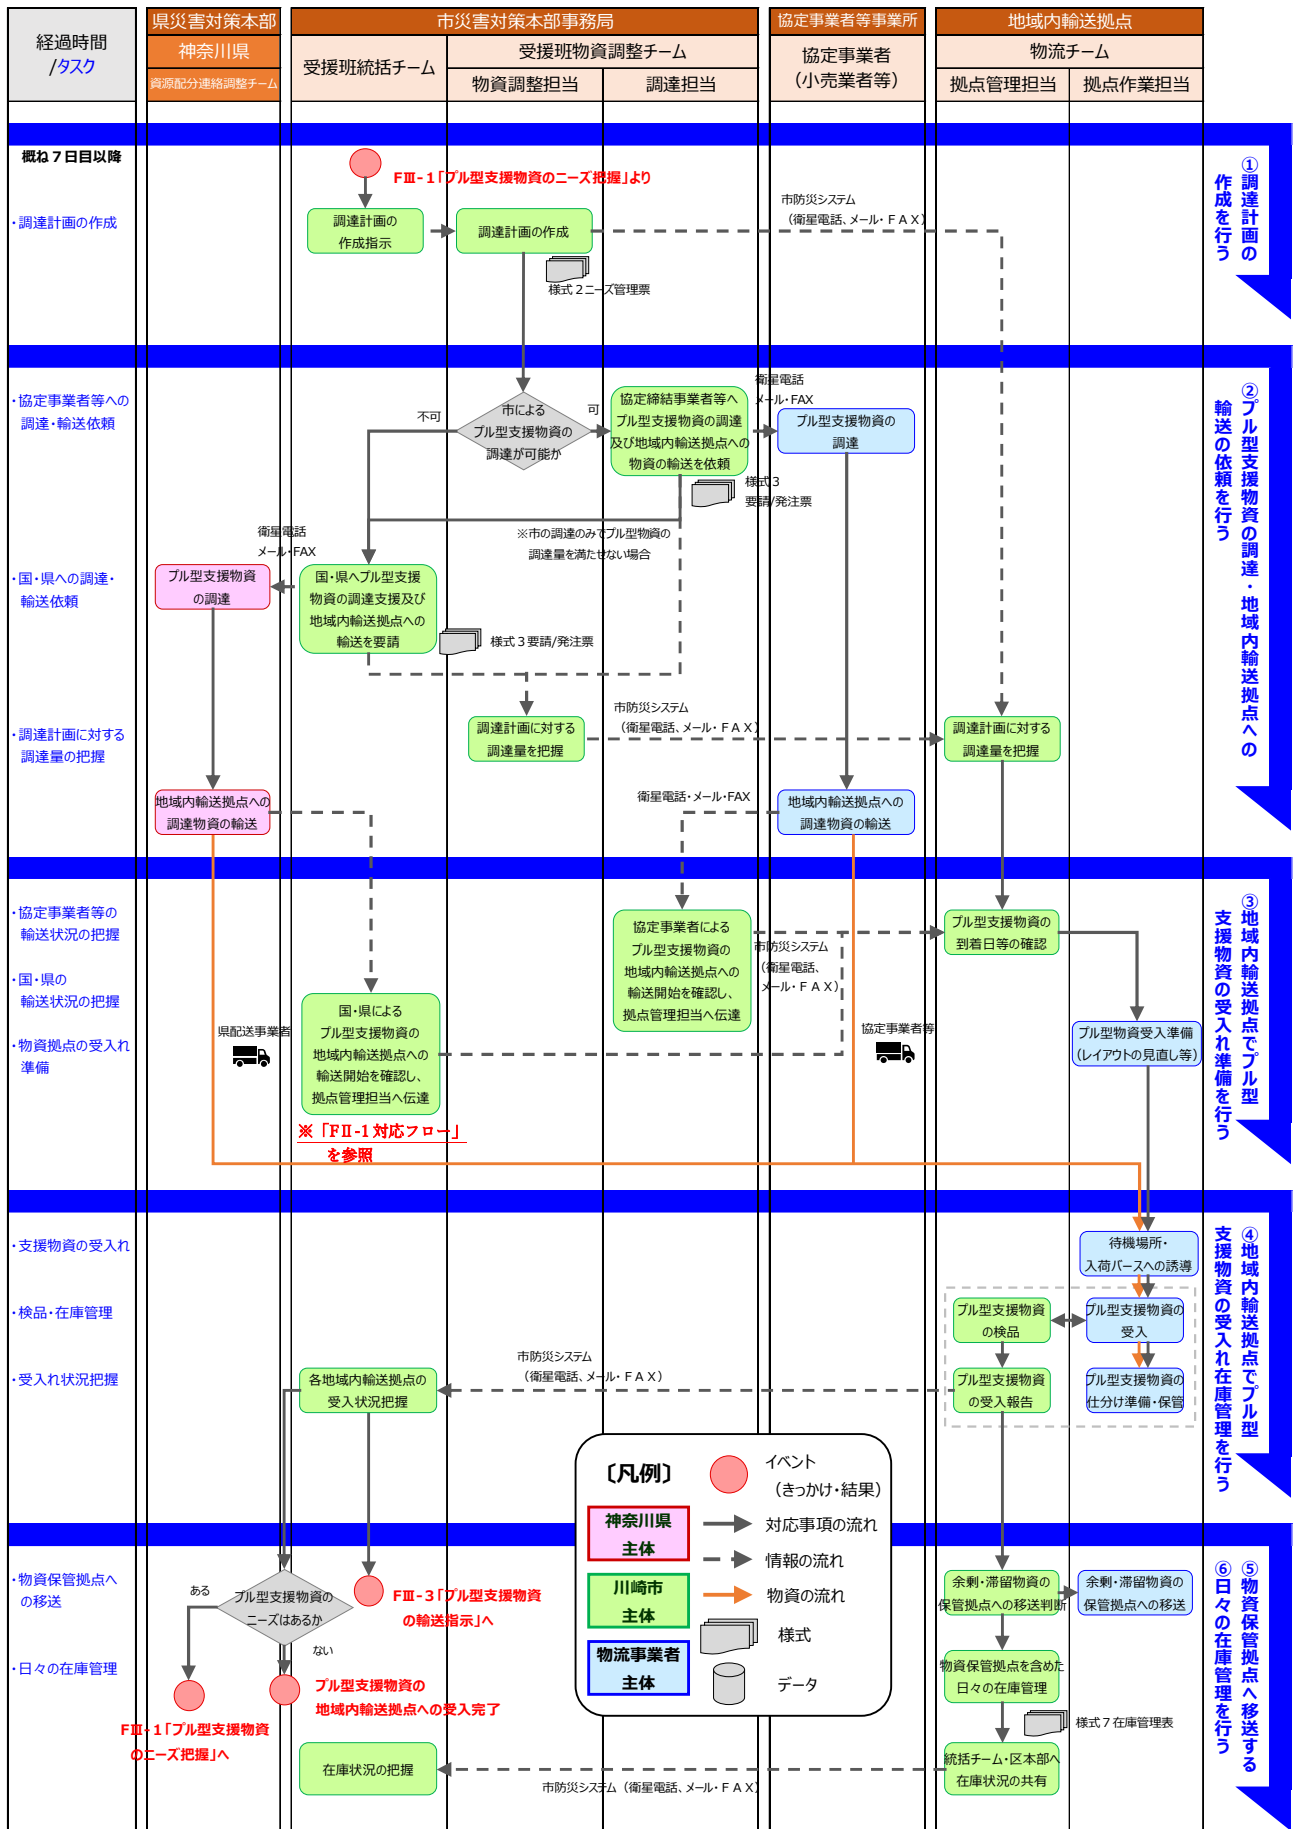 経過時間
/タスク
県災害対策本部
神奈川県
資源配分連絡調整チーム
市災害対策本部事務局
受援班統括チーム
受援班物資調整チーム
物資調整担当
調達担当
協定事業者等事業所
協定事業者
（小売業者等）
地域内輸送拠点
物流チーム
拠点管理担当
拠点作業担当
概ね７日目以降
FⅢ-1「プル型支援物資のニーズ把握」より
・調達計画の作成
調達計画の
作成指示
調達計画の作成
様式２ニーズ管理票
市防災システム
（衛星電話、メール・ＦＡＸ）
①調達計画の
作成を行う
・協定事業者等への
調達・輸送依頼
不可
市による
プル型支援物資の
調達が可能か
可
協定締結事業者等へ
プル型支援物資の調達
及び地域内輸送拠点への
物資の輸送を依頼
衛星電話
メール・FAX
プル型支援物資の
調達
様式３
要請/発注票
※市の調達のみでプル型物資の
調達量を満たせない場合
衛星電話
メール・FAX
・国・県への調達・
輸送依頼
プル型支援物資
の調達
国・県へプル型支援
物資の調達支援及び
地域内輸送拠点への
輸送を要請
様式３要請/発注票
・調達計画に対する
調達量の把握
調達計画に対する
調達量を把握
市防災システム
（衛星電話、メール・ＦＡＸ）
調達計画に対する
調達量を把握
地域内輸送拠点への
調達物資の輸送
衛星電話・メール・FAX
地域内輸送拠点への
調達物資の輸送
②プル型支援物資の調達・地域内輸送拠点への
輸送の依頼を行う
・協定事業者等の
輸送状況の把握
協定事業者による
プル型支援物資の
地域内輸送拠点への
輸送開始を確認し、
拠点管理担当へ伝達
市防災システム
（衛星電話、
メール・ＦＡＸ）
プル型支援物資の
到着日等の確認
・国・県の
輸送状況の把握
国・県による
プル型支援物資の
地域内輸送拠点への
輸送開始を確認し、
拠点管理担当へ伝達
県配送事業者
協定事業者等
・物資拠点の受入れ
準備
プル型物資受入準備
（レイアウトの見直し等）
※「FⅡ-1 対応フロー」
を参照
③地域内輸送拠点でプル型
支援物資の受入れ準備を行う
・支援物資の受入れ
待機場所・
入荷バースへの誘導
・検品・在庫管理
プル型支援物資
の検品
プル型支援物資の
受入
・受入れ状況把握
各地域内輸送拠点の
受入状況把握
市防災システム
（衛星電話、メール・ＦＡＸ）
プル型支援物資
の受入報告
プル型支援物資の
仕分け準備・保管
④地域内輸送拠点でプル型
支援物資の受入れ在庫管理を行う
〔凡例〕
イベント
（きっかけ・結果）
神奈川県
主体
対応事項の流れ
情報の流れ
川崎市
主体
物資の流れ
様式
物流事業者
主体
データ
・物資保管拠点へ
の移送
ある
プル型支援物資の
ニーズはあるか
ない
FⅢ-3「プル型支援物資
の輸送指示」へ
余剰・滞留物資の
保管拠点への移送判断
余剰・滞留物資の
保管拠点への移送
・日々の在庫管理
プル型支援物資の
地域内輸送拠点への受入完了
FⅢ-1「プル型支援物資
のニーズ把握」へ
物資保管拠点を含めた
日々の在庫管理
様式７在庫管理表
在庫状況の把握
市防災システム（衛星電話、メール・ＦＡＸ）
統括チーム・区本部へ
在庫状況の共有
⑤物資保管拠点へ移送する
⑥日々の在庫管理を行う